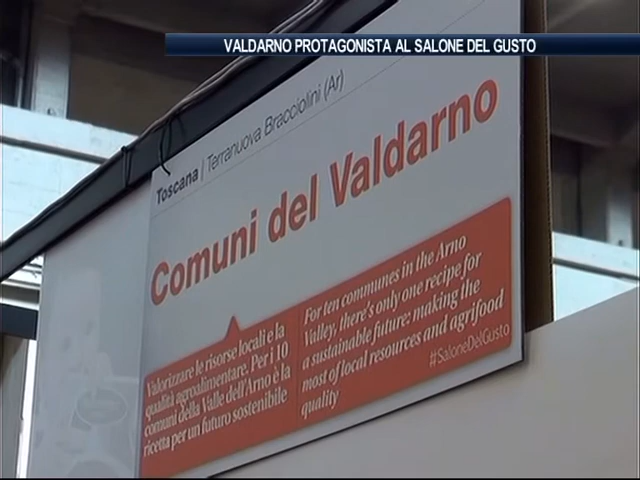 VALDARNO PROTAGONISTA AL SALONE DEL GUSTO
Toscana | Terranuova Bracciolini (Ar)
Comuni del Valdarno
Valorizzare le risorse locali e la
qualità agroalimentare. Per i 10
comuni della Valle dell'Arno è la
ricetta per un futuro sostenibile
For ten communes in the Arno
Valley, there's only one recipe for
a sustainable future: making the
most of local resources and agrifood
quality
#SaloneDelGusto